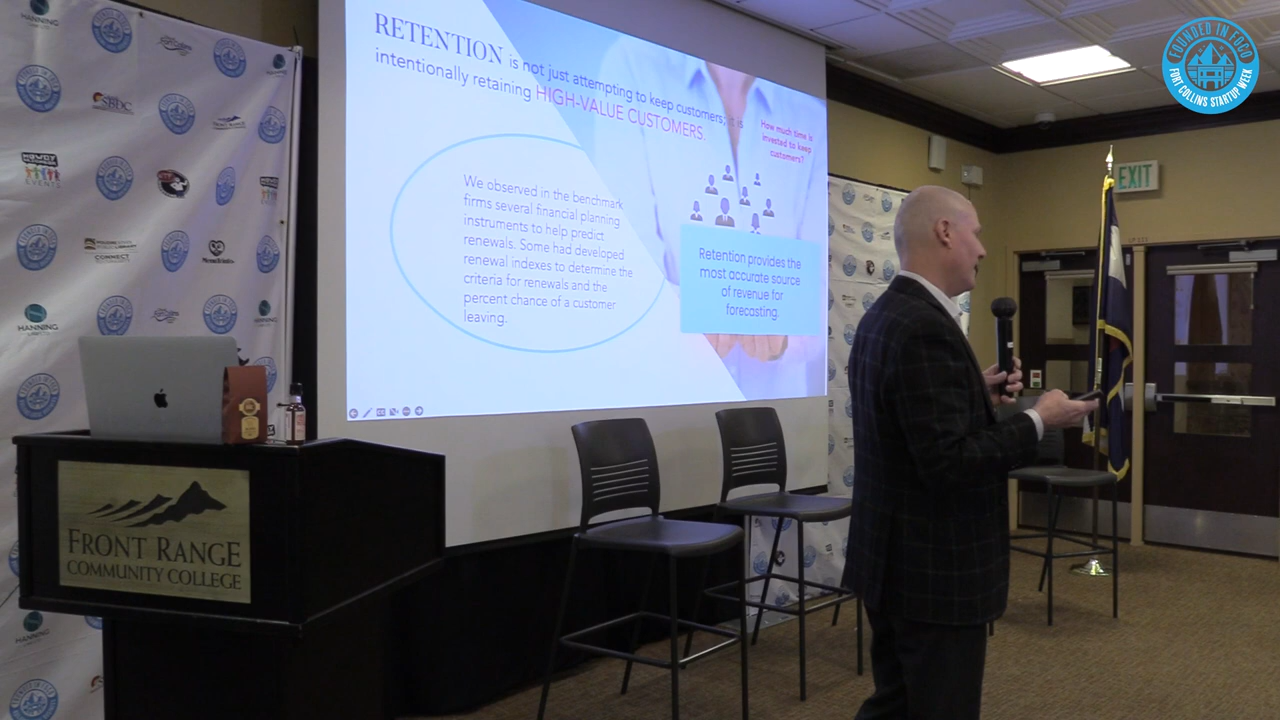 RETENTION is not just attempting to keep customers; it is
intentionally retaining HIGH-VALUE CUSTOMERS.
How much time is
invested to keep
customers?
We observed in the benchmark
firms several financial planning
instruments to help predict
renewals. Some had developed
renewal indexes to determine the
criteria for renewals and the
percent chance of a customer
leaving.
Retention provides the
most accurate source
of revenue for
forecasting.
FOUNDED IN FOCO
FORT COLLINS STARTUP WEEK
EXIT
HANNING
SBDC
EVENTS
CONNECT
HANNING
HANNING
FRONT RANGE
COMMUNITY COLLEGE